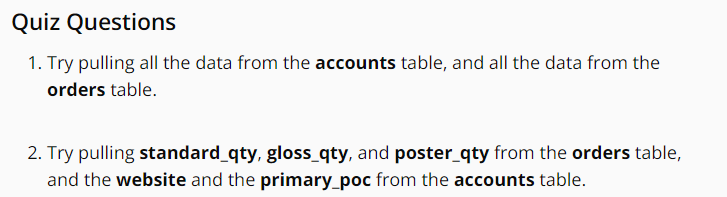 Quiz Questions
1. Try pulling all the data from the accounts table, and all the data from the
orders table.
2. Try pulling standard_qty, gloss_qty, and poster_qty from the orders table,
and the website and the primary_poc from the accounts table.